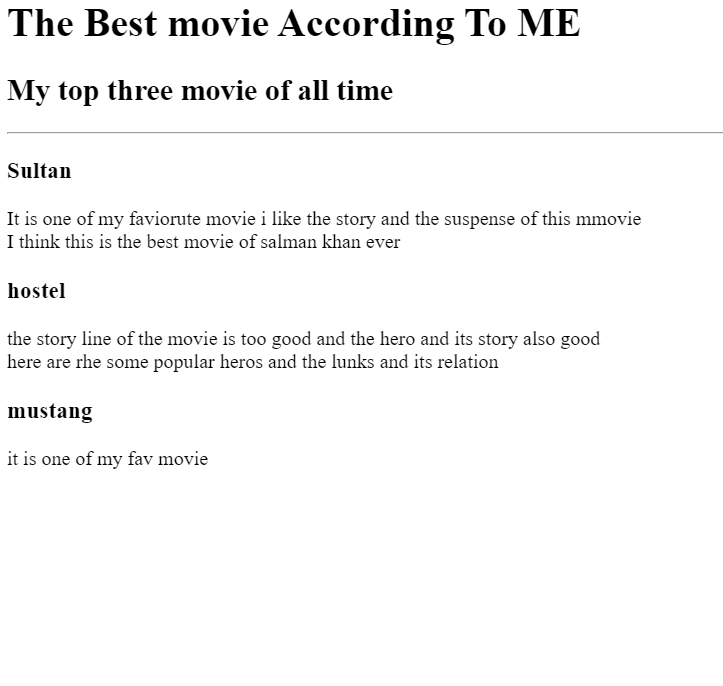 The Best movie According To ME
My top three movie of all time
Sultan
It is one of my faviorute movie i like the story and the suspense of this mmovie
I think this is the best movie of salman khan ever
hostel
the story line of the movie is too good and the hero and its story also good
here are rhe some popular heros and the lunks and its relation
mustang
it is one of my fav movie